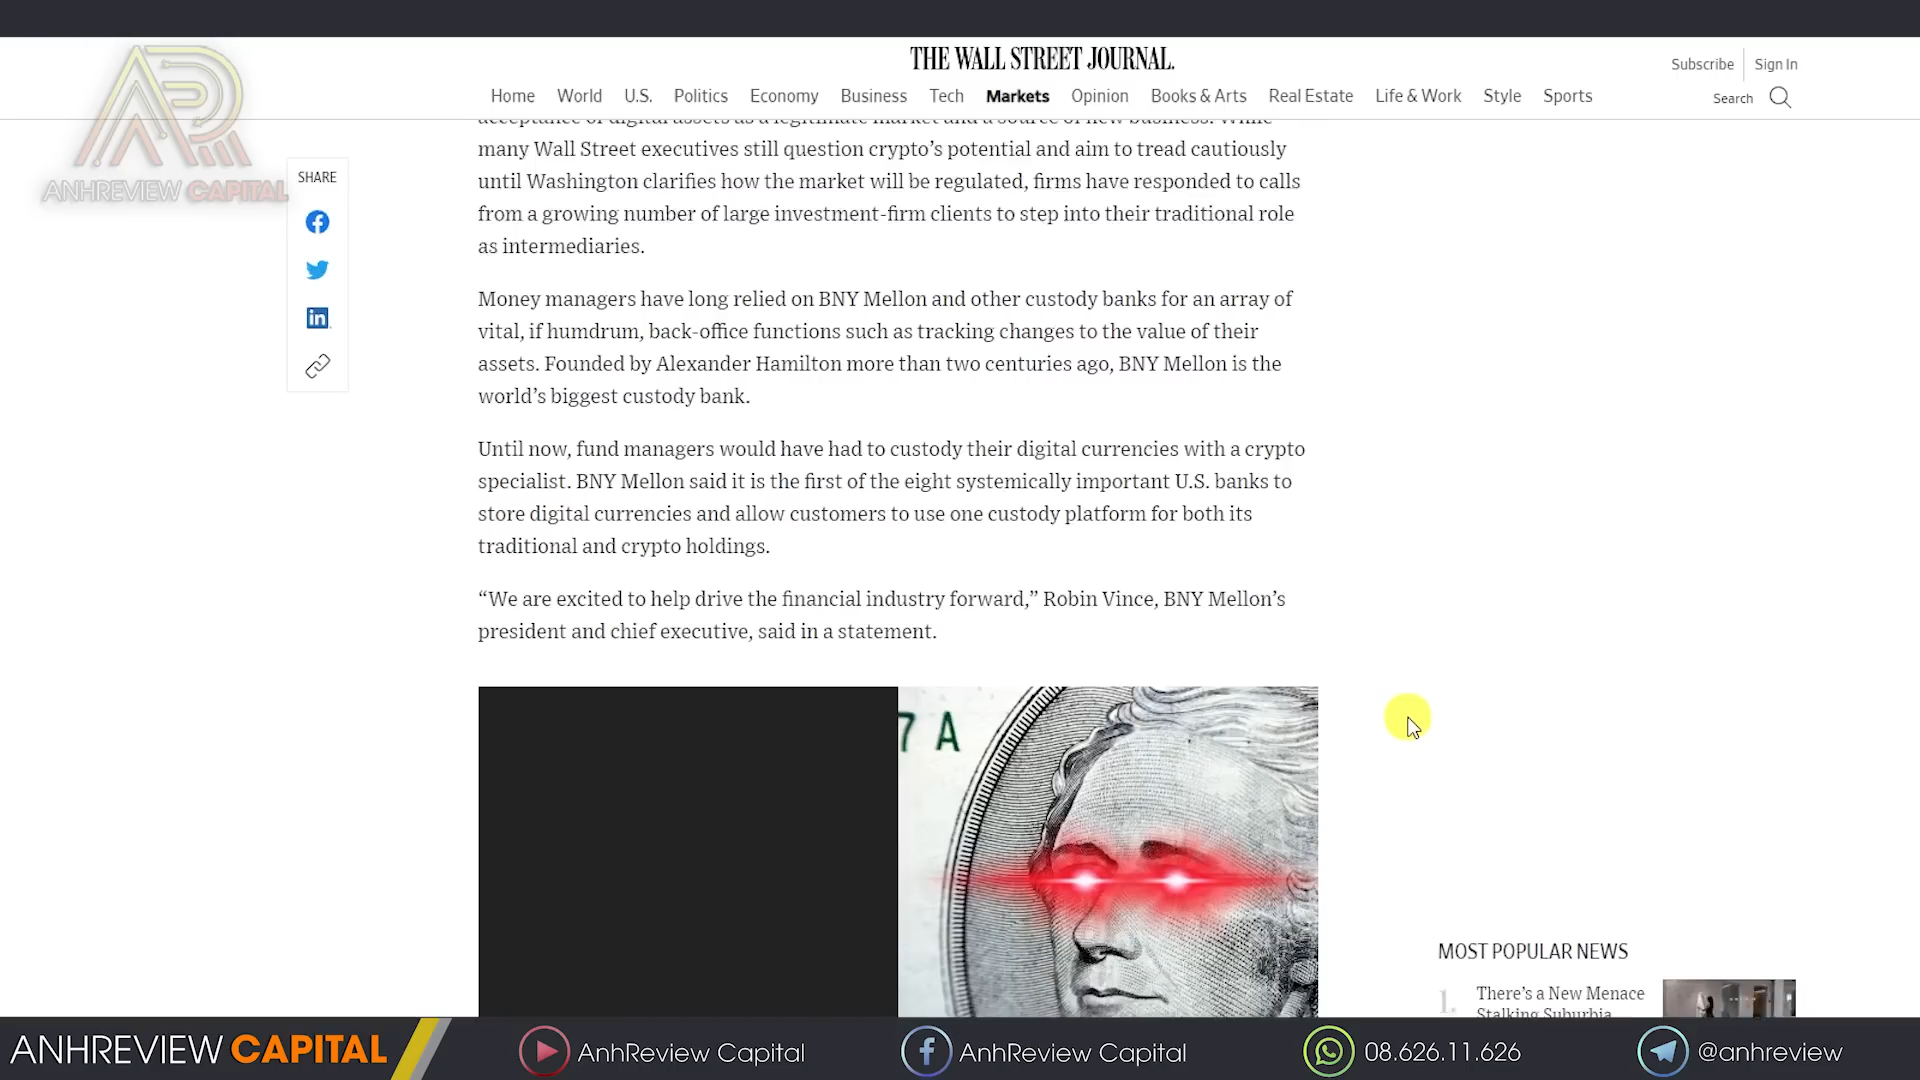 THE WALL STREET JOURNAL.
Subscribe Sign In
Home World U.S. Politics Economy Business Tech Markets Opinion Books & Arts Real Estate Life & Work Style Sports
Search
ANHREVIEW CAPITAL
SHARE
acceptance of digital assets as a legitimate market and a source of new business. While
many Wall Street executives still question crypto’s potential and aim to tread cautiously
until Washington clarifies how the market will be regulated, firms have responded to calls
from a growing number of large investment-firm clients to step into their traditional role
as intermediaries.
Money managers have long relied on BNY Mellon and other custody banks for an array of
vital, if humdrum, back-office functions such as tracking changes to the value of their
assets. Founded by Alexander Hamilton more than two centuries ago, BNY Mellon is the
world’s biggest custody bank.
Until now, fund managers would have had to custody their digital currencies with a crypto
specialist. BNY Mellon said it is the first of the eight systemically important U.S. banks to
store digital currencies and allow customers to use one custody platform for both its
traditional and crypto holdings.
“We are excited to help drive the financial industry forward,” Robin Vince, BNY Mellon’s
president and chief executive, said in a statement.
7 A
MOST POPULAR NEWS
1. There’s a New Menace
Stalking Suburbia
ANHREVIEW CAPITAL
AnhReview Capital
AnhReview Capital
08.626.11.626
@anhreview